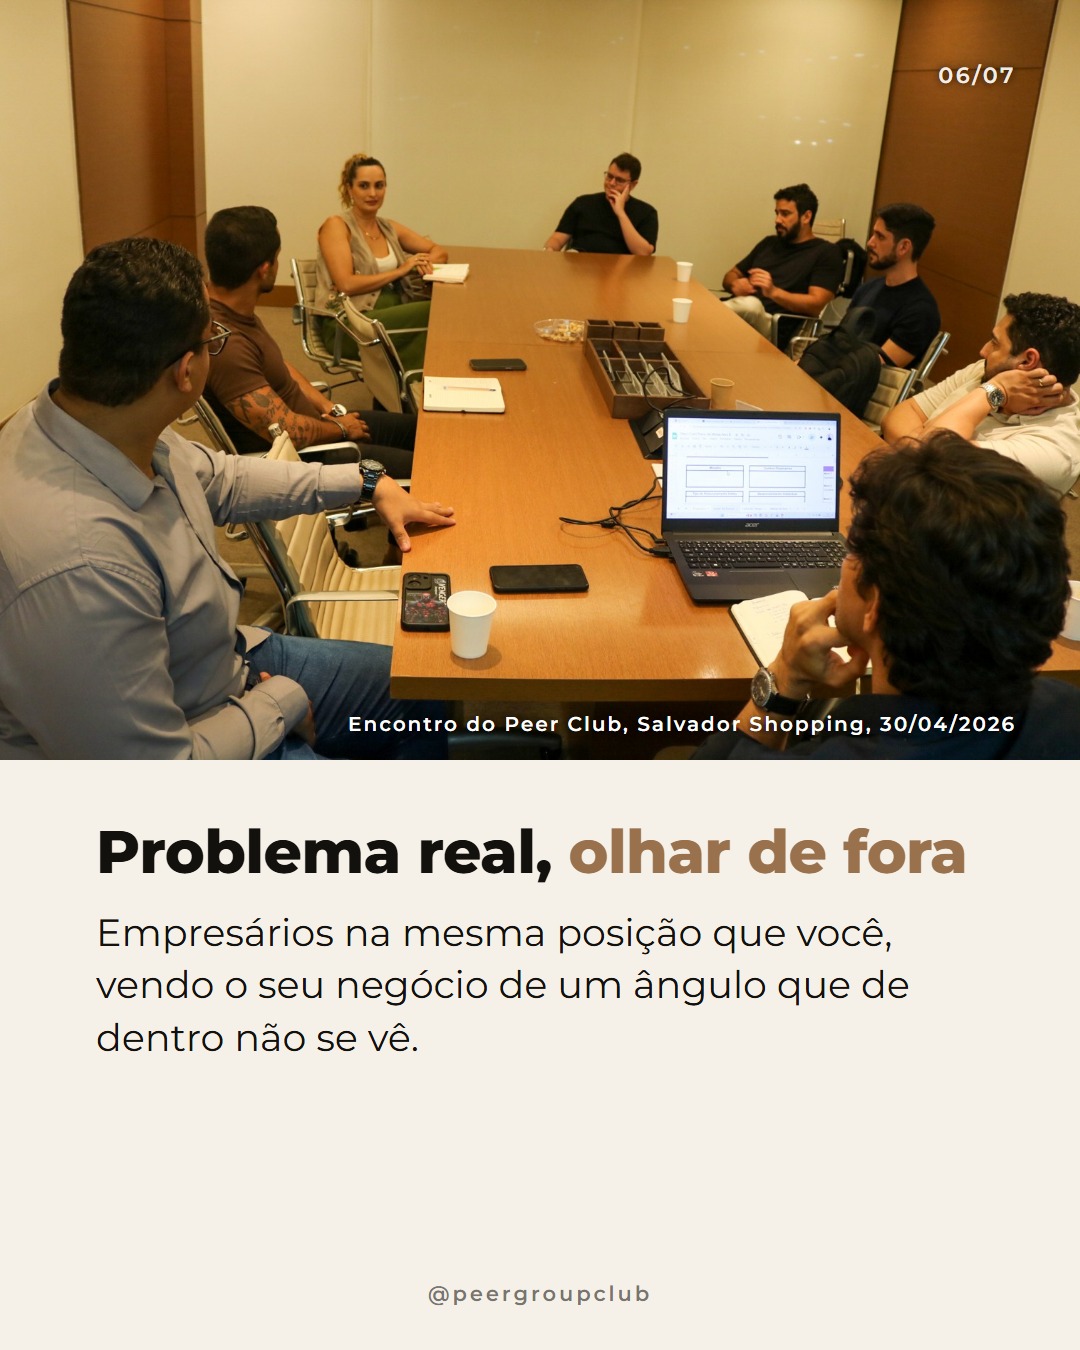 06/07
acer
Encontro do Peer Club, Salvador Shopping, 30/04/2026
Problema real, olhar de fora
Empresários na mesma posição que você,
vendo o seu negócio de um ângulo que de
dentro não se vê.
@peergroupclub